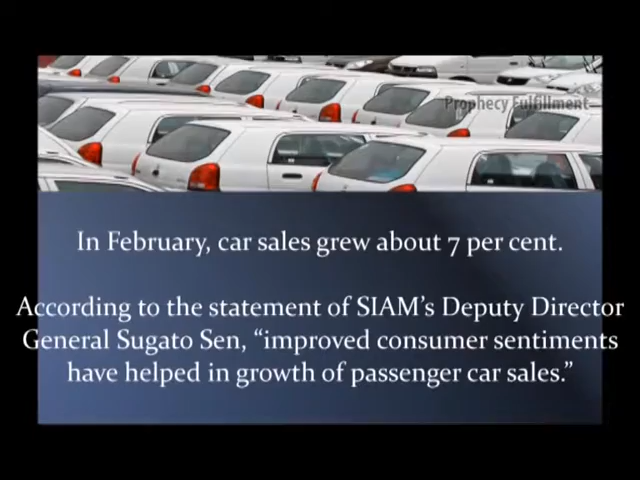 Prophecy Fulfillment
In February, car sales grew about 7 per cent.
According to the statement of SIAM's Deputy Director
General Sugato Sen, “improved consumer sentiments
have helped in growth of passenger car sales.”